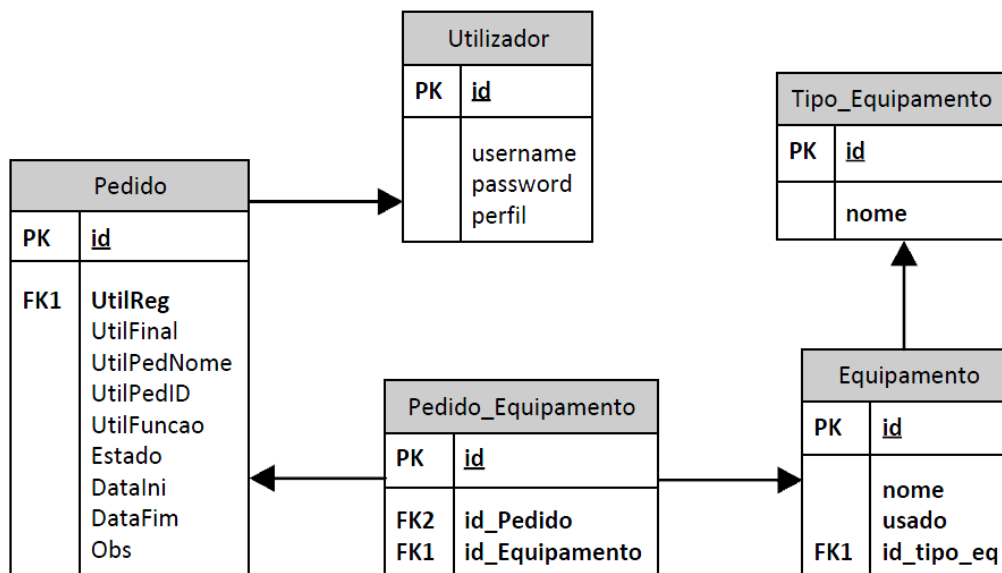 Utilizador
PK id
username
password
perfil
Tipo_Equipamento
PK id
nome
Pedido
PK id
FK1 UtilReg
UtilFinal
UtilPedNome
UtilPedID
UtilFuncao
Estado
DataIni
DataFim
Obs
Pedido_Equipamento
PK id
FK2 id_Pedido
FK1 id_Equipamento
Equipamento
PK id
nome
usado
FK1 id_tipo_eq